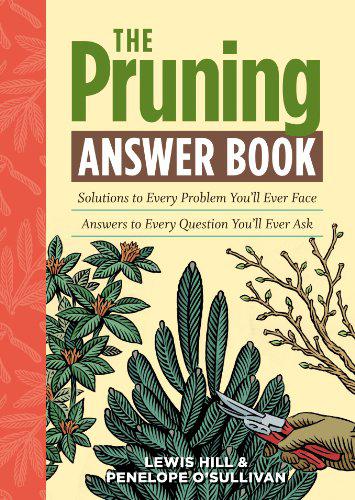 THE
Pruning
ANSWER BOOK
Solutions to Every Problem You'll Ever Face
Answers to Every Question You'll Ever Ask
LEWIS HILL &
PENELOPE O'SULLIVAN